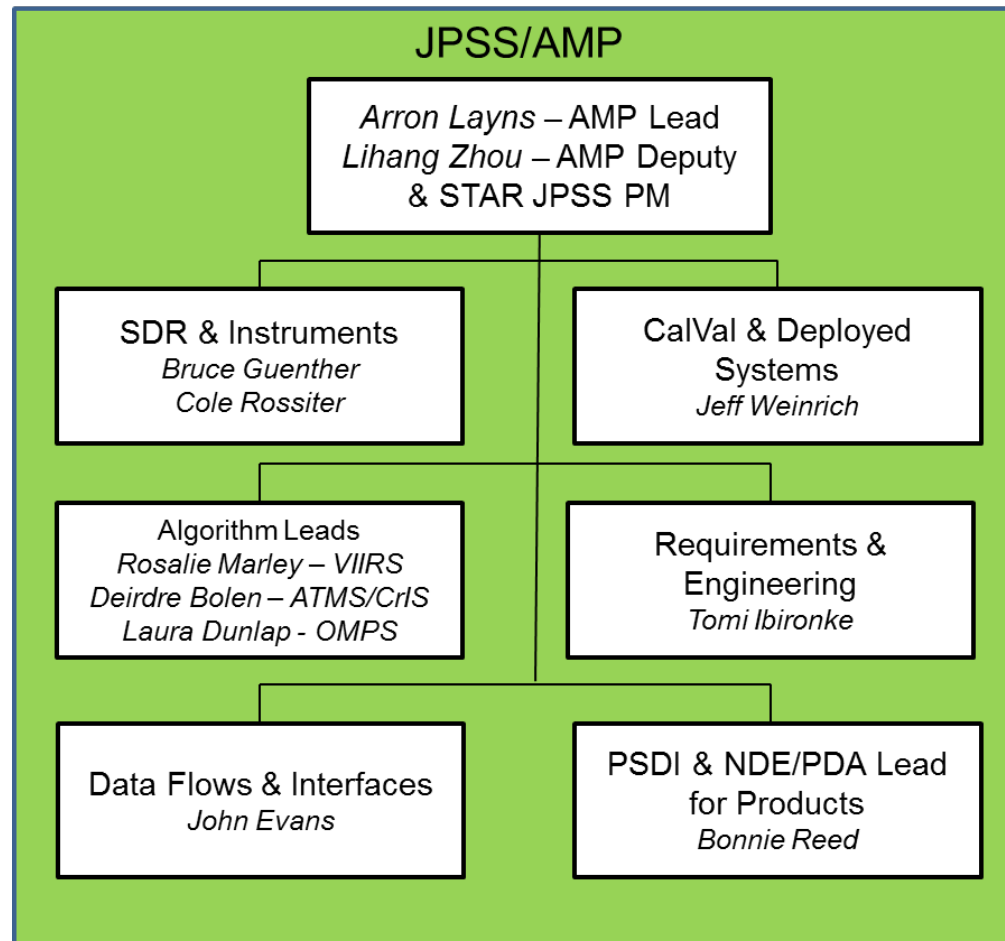 JPSS/AMP
Arron Layns – AMP Lead
Lihang Zhou – AMP Deputy
& STAR JPSS PM
SDR & Instruments
Bruce Guenther
Cole Rossiter
CalVal & Deployed
Systems
Jeff Weinrich
Algorithm Leads
Rosalie Marley – VIIRS
Deirdre Bolen – ATMS/CrIS
Laura Dunlap - OMPS
Requirements &
Engineering
Tomi Ibironke
Data Flows & Interfaces
John Evans
PSDI & NDE/PDA Lead
for Products
Bonnie Reed